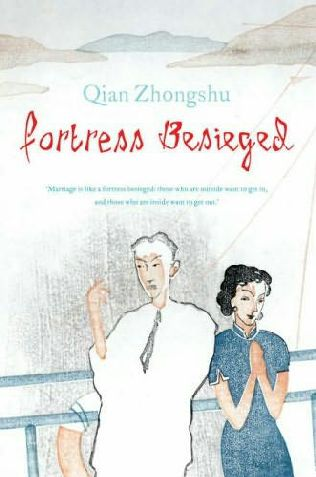 Qian Zhongshu
fortress Besieged
'Marriage is like a fortress besieged: those who are outside want to get in,
and those who are inside want to get out.'